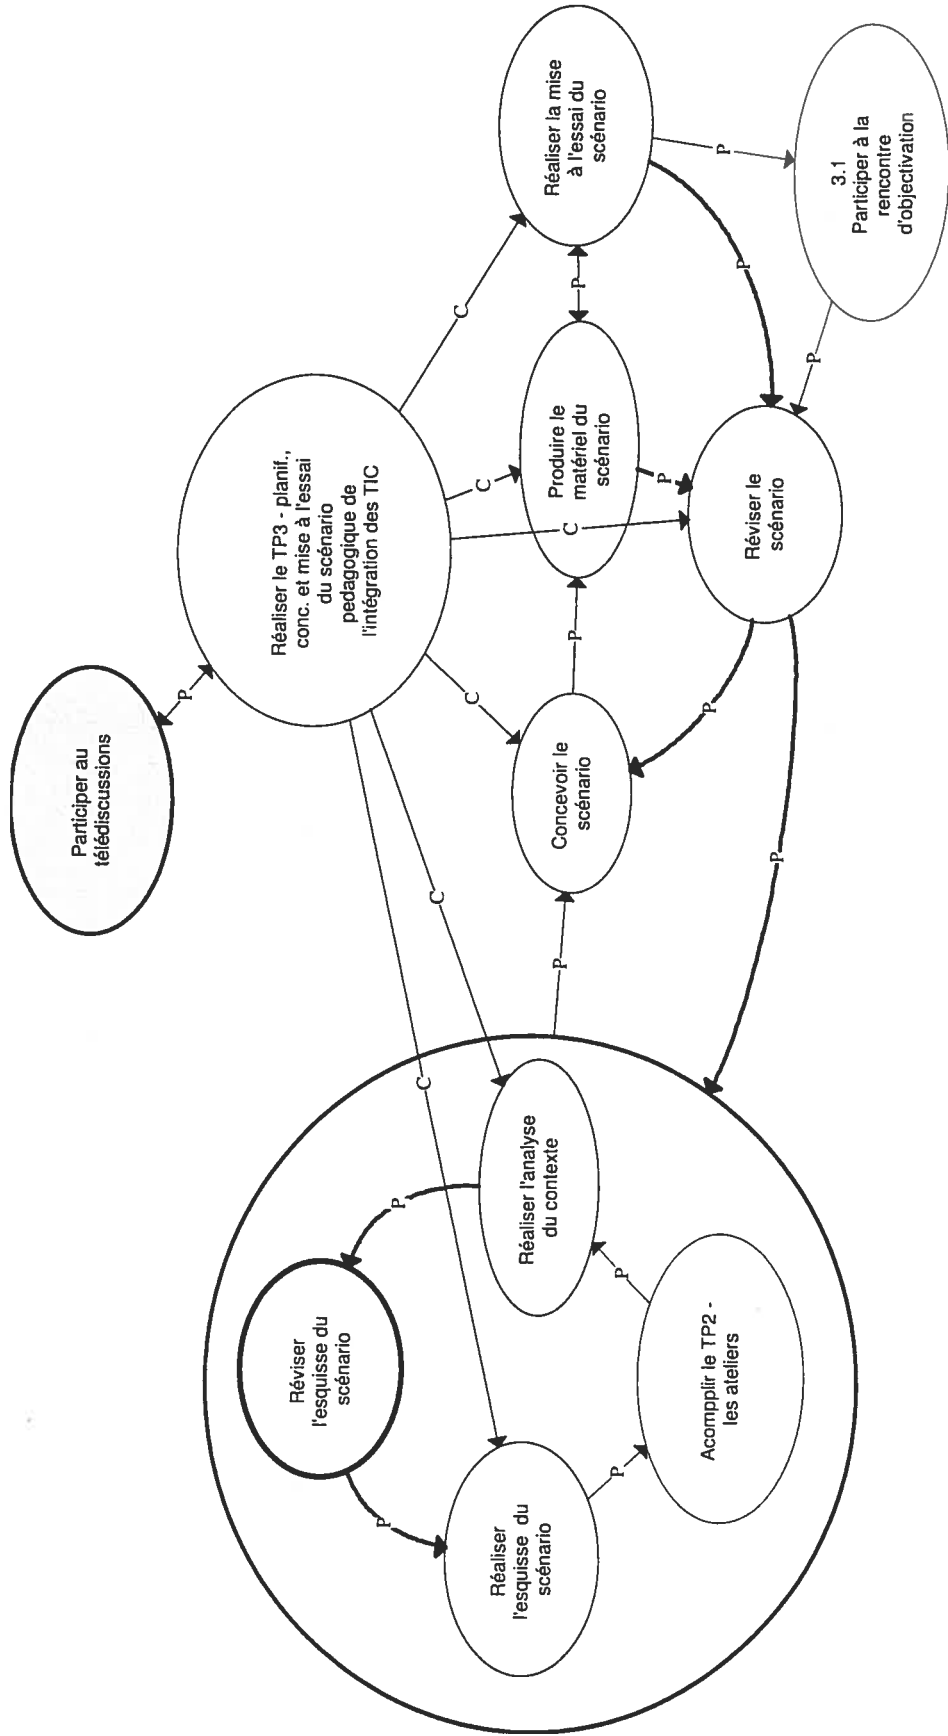 Participer au
télédiscussions
P
Réaliser le TP3 - planif.,
conc. et mise à l'essai
du scénario
pedagogique de
l'intégration des TIC
C
C
C
C
C
C
Réviser
l'esquisse du
scénario
P
P
Réaliser
l'esquisse du
scénario
P
Acompplir le TP2 -
les ateliers
P
Réaliser l'analyse
du contexte
P
Concevoir le
scénario
P
Produire le
matériel du
scénario
P
Réaliser la mise
à l'essai du
scénario
P
P
P
P
P
Réviser le
scénario
P
3.1
Participer à la
rencontre
d'objectivation